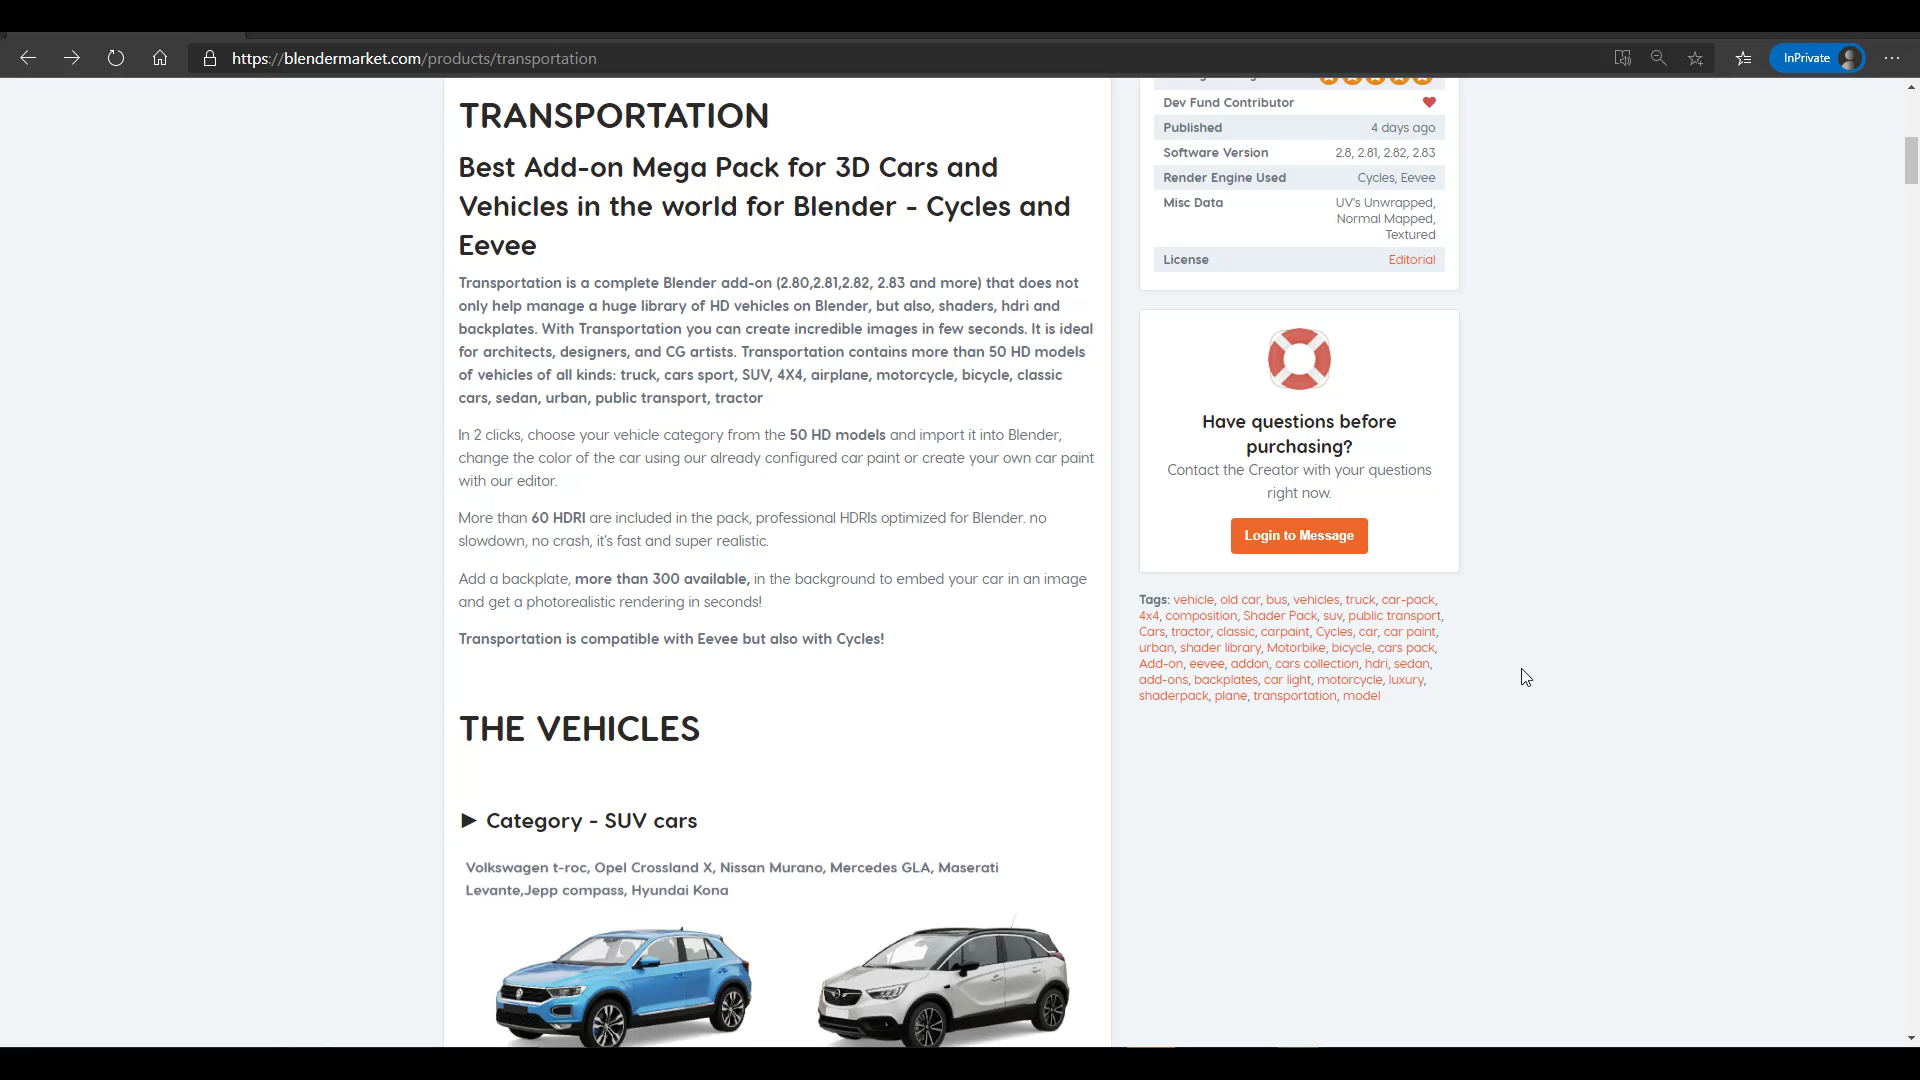 https://blendermarket.com/products/transportation
InPrivate
TRANSPORTATION
Best Add-on Mega Pack for 3D Cars and
Vehicles in the world for Blender - Cycles and
Eevee
Transportation is a complete Blender add-on (2.80,2.81,2.82, 2.83 and more) that does not
only help manage a huge library of HD vehicles on Blender, but also, shaders, hdri and
backplates. With Transportation you can create incredible images in few seconds. It is ideal
for architects, designers, and CG artists. Transportation contains more than 50 HD models
of vehicles of all kinds: truck, cars sport, SUV, 4X4, airplane, motorcycle, bicycle, classic
cars, sedan, urban, public transport, tractor
In 2 clicks, choose your vehicle category from the 50 HD models and import it into Blender,
change the color of the car using our already configured car paint or create your own car paint
with our editor.
More than 60 HDRI are included in the pack, professional HDRIs optimized for Blender. no
slowdown, no crash, it's fast and super realistic.
Add a backplate, more than 300 available, in the background to embed your car in an image
and get a photorealistic rendering in seconds!
Transportation is compatible with Eevee but also with Cycles!
THE VEHICLES
► Category - SUV cars
Volkswagen t-roc, Opel Crossland X, Nissan Murano, Mercedes GLA, Maserati
Levante,Jepp compass, Hyundai Kona
Dev Fund Contributor
Published 4 days ago
Software Version 2.8, 2.81, 2.82, 2.83
Render Engine Used Cycles, Eevee
Misc Data UV's Unwrapped,
Normal Mapped,
Textured
License Editorial
Have questions before
purchasing?
Contact the Creator with your questions
right now.
Login to Message
Tags: vehicle, old car, bus, vehicles, truck, car-pack,
4x4, composition, Shader Pack, suv, public transport,
Cars, tractor, classic, carpaint, Cycles, car, car paint,
urban, shader library, Motorbike, bicycle, cars pack,
Add-on, eevee, addon, cars collection, hdri, sedan,
add-ons, backplates, car light, motorcycle, luxury,
shaderpack, plane, transportation, model